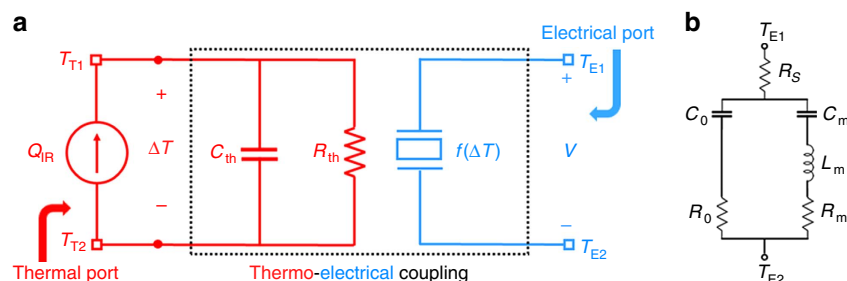 a
T_T1
+
Q_IR
ΔT
C_th
R_th
−
T_T2
Thermal port
Thermo-electrical coupling
Electrical port
T_E1
+
f(ΔT)
V
−
T_E2
b
T_E1
R_S
C_0
C_m
L_m
R_0
R_m
T_E2